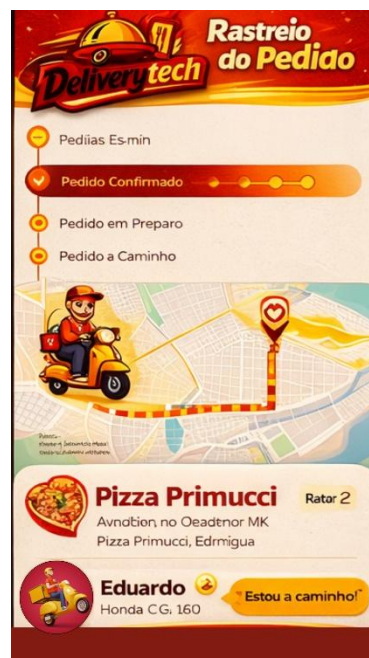 Rastreio
do Pedido
Deliverytech
Pediias Es-min
Pedido Confirmado
Pedido em Preparo
Pedido a Caminho
Pizza Primucci
Rator 2
Avndtion, no Oeadtnor MK
Pizza Primucci, Edrmigua
Eduardo
Honda CG, 160
Estou a caminho!